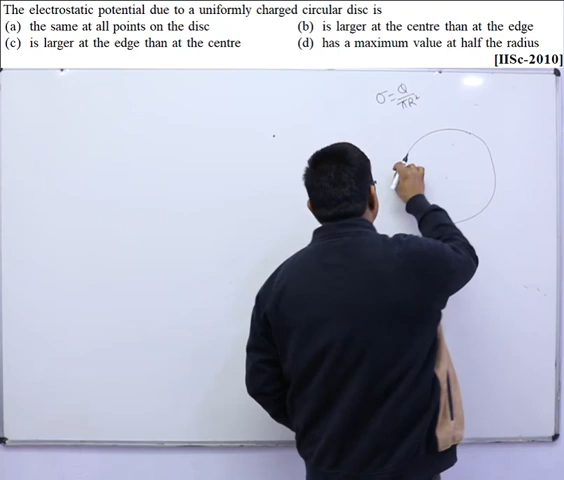 The electrostatic potential due to a uniformly charged circular disc is
(a) the same at all points on the disc (b) is larger at the centre than at the edge
(c) is larger at the edge than at the centre (d) has a maximum value at half the radius
[IISc-2010]
σ = Q/πR²